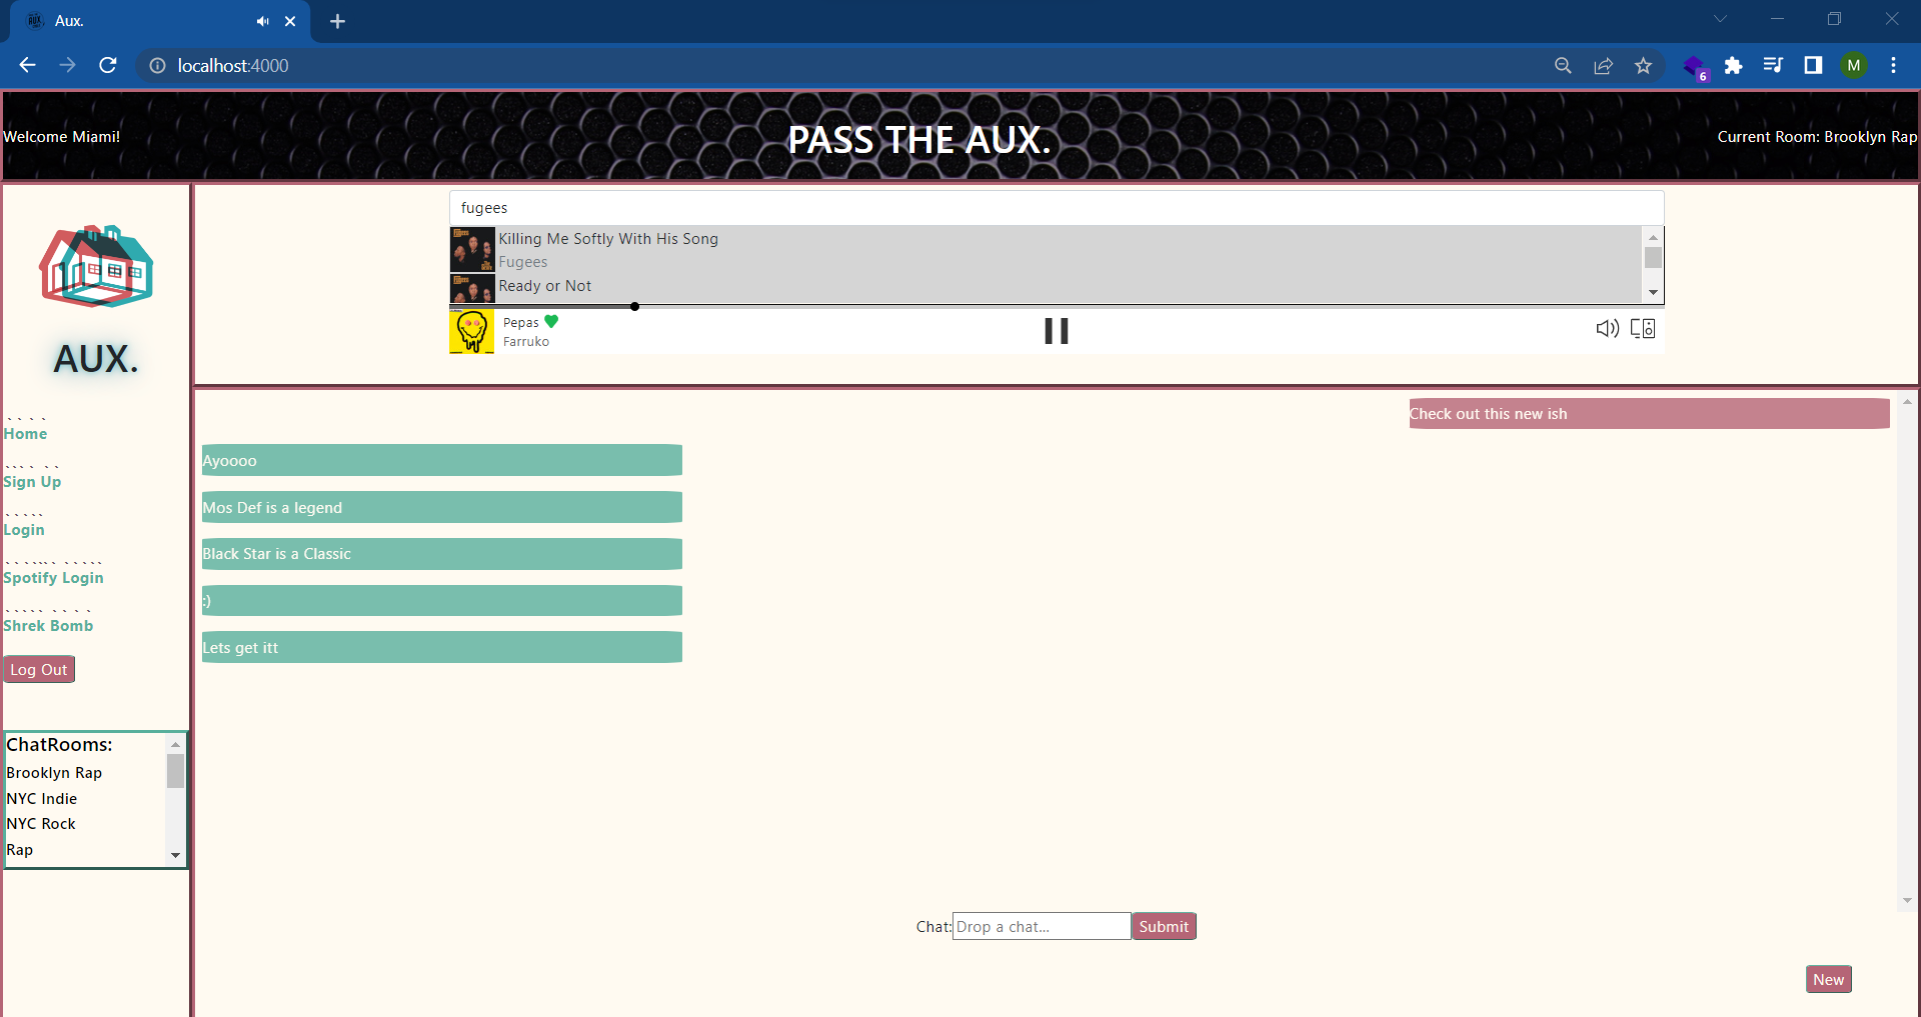 Aux.
localhost:4000
6
M
Welcome Miami!
PASS THE AUX.
Current Room: Brooklyn Rap
fugees
Killing Me Softly With His Song
Fugees
Ready or Not
Pepas
Farruko
AUX.
Home
Sign Up
Login
Spotify Login
Shrek Bomb
Log Out
ChatRooms:
Brooklyn Rap
NYC Indie
NYC Rock
Rap
Check out this new ish
Ayoooo
Mos Def is a legend
Black Star is a Classic
:)
Lets get itt
Chat: Drop a chat... Submit
New